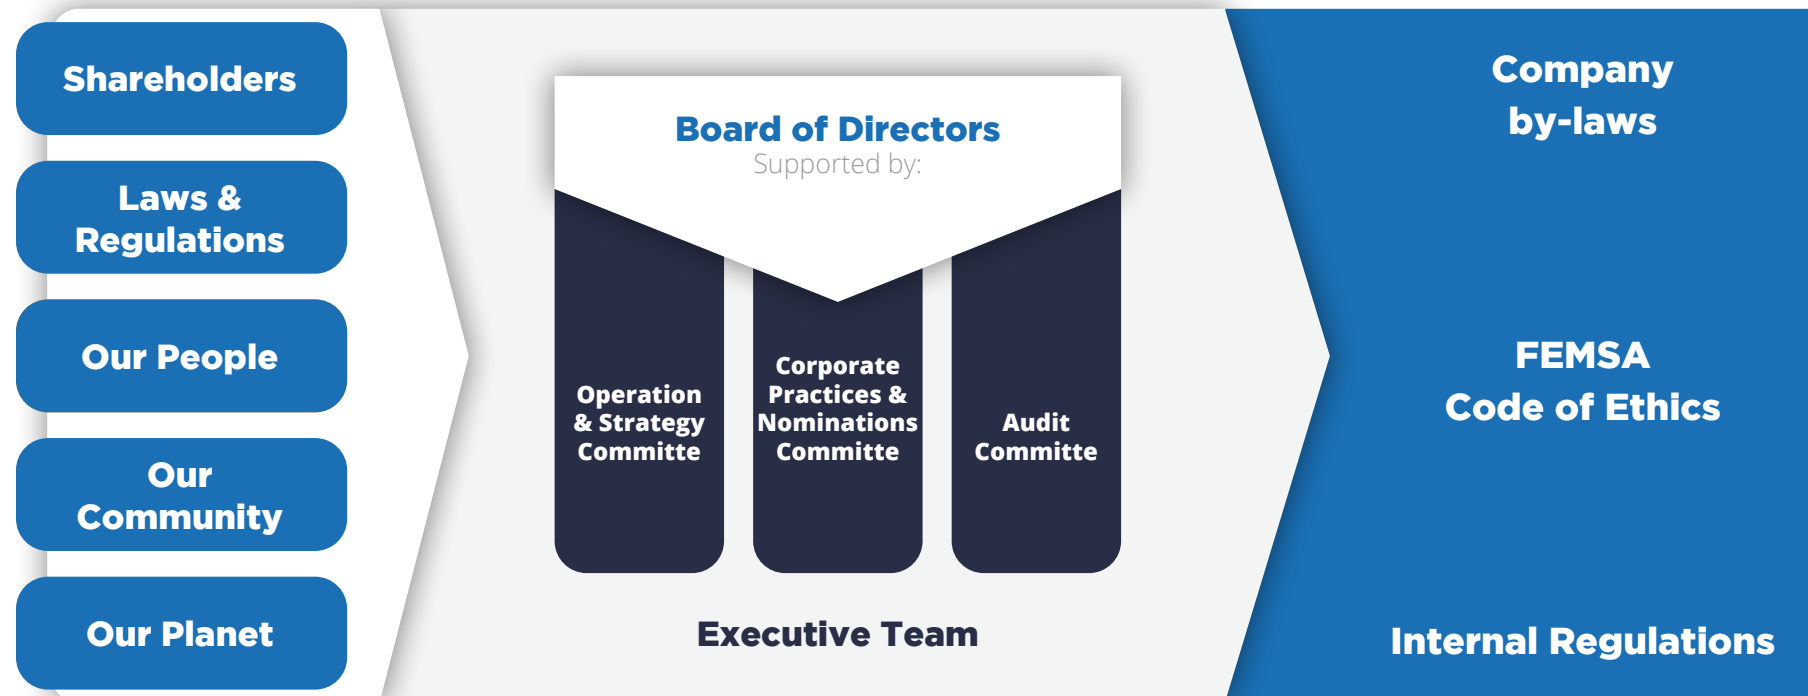 Shareholders
Laws &
Regulations
Our People
Our
Community
Our Planet
Board of Directors
Supported by:
Operation
& Strategy
Committe
Corporate
Practices &
Nominations
Committe
Audit
Committe
Executive Team
Company
by-laws
FEMSA
Code of Ethics
Internal Regulations